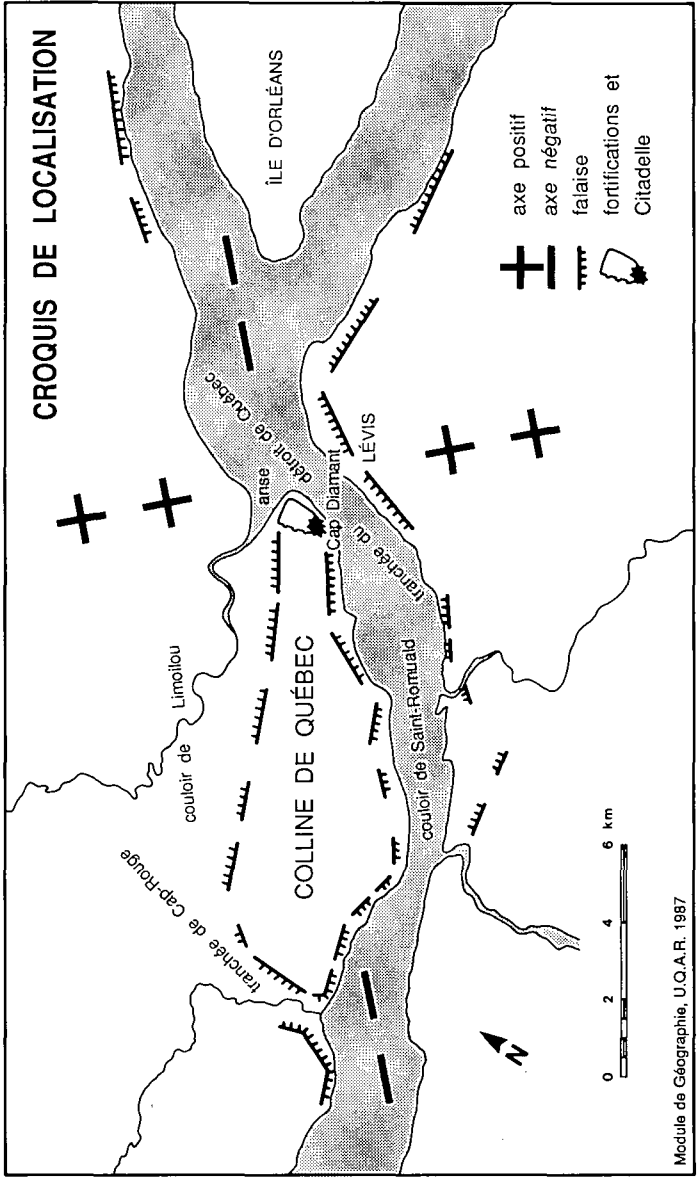 CROQUIS DE LOCALISATION
ÎLE D'ORLÉANS
détroit de Québec
anse
Cap Diamant
LÉVIS
tranchée du
couloir de Limoilou
COLLINE DE QUÉBEC
couloir de Saint-Romuald
tranchée de Cap-Rouge
axe positif
axe négatif
falaise
fortifications et
Citadelle
N
0 2 4 6 km
Module de Géographie, U.Q.A.R. 1987